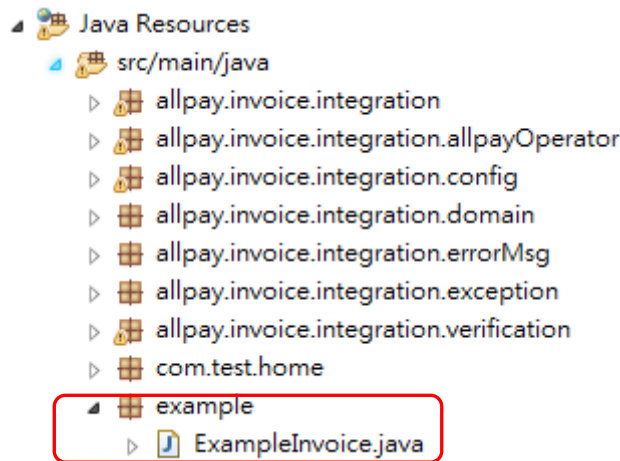 Java Resources
src/main/java
allpay.invoice.integration
allpay.invoice.integration.allpayOperator
allpay.invoice.integration.config
allpay.invoice.integration.domain
allpay.invoice.integration.errorMsg
allpay.invoice.integration.exception
allpay.invoice.integration.verification
com.test.home
example
J ExampleInvoice.java